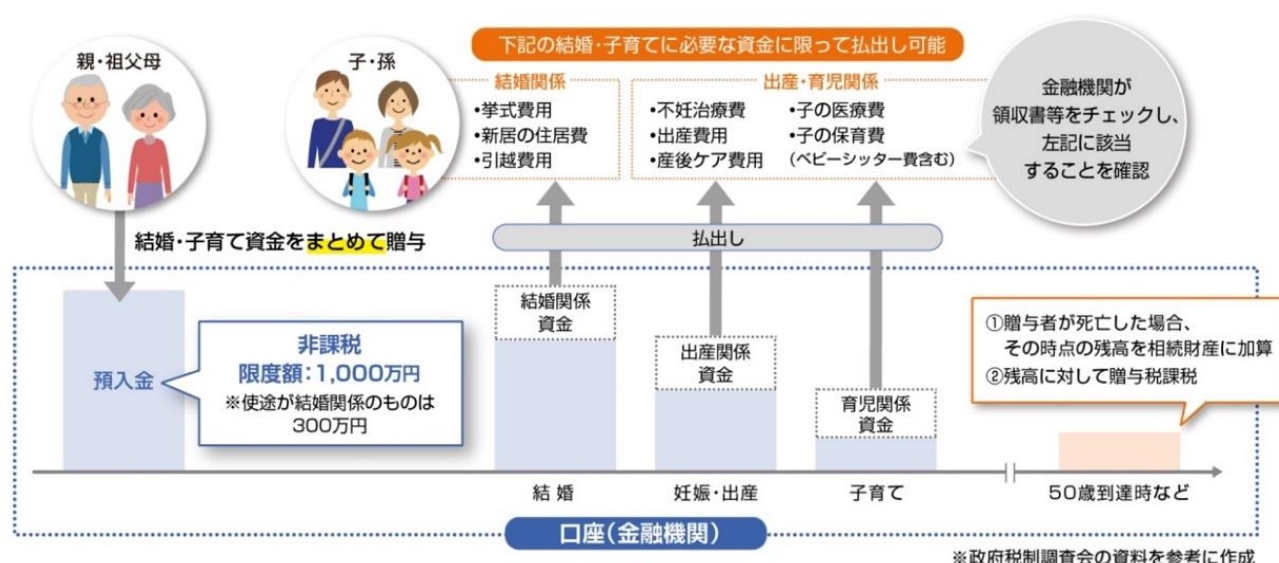 親・祖父母
子・孫
下記の結婚・子育てに必要な資金に限って払出し可能
結婚関係
•挙式費用
•新居の住居費
•引越費用
出産・育児関係
•不妊治療費
•出産費用
•産後ケア費用
•子の医療費
•子の保育費
(ベビーシッター費含む)
金融機関が
領収書等をチェックし、
左記に該当
することを確認
結婚・子育て資金をまとめて贈与
払出し
預入金
非課税
限度額:1,000万円
※使途が結婚関係のものは
300万円
結婚関係
資金
出産関係
資金
育児関係
資金
①贈与者が死亡した場合、
その時点の残高を相続財産に加算
②残高に対して贈与税課税
結婚
妊娠・出産
子育て
50歳到達時など
口座(金融機関)
※政府税制調査会の資料を参考に作成